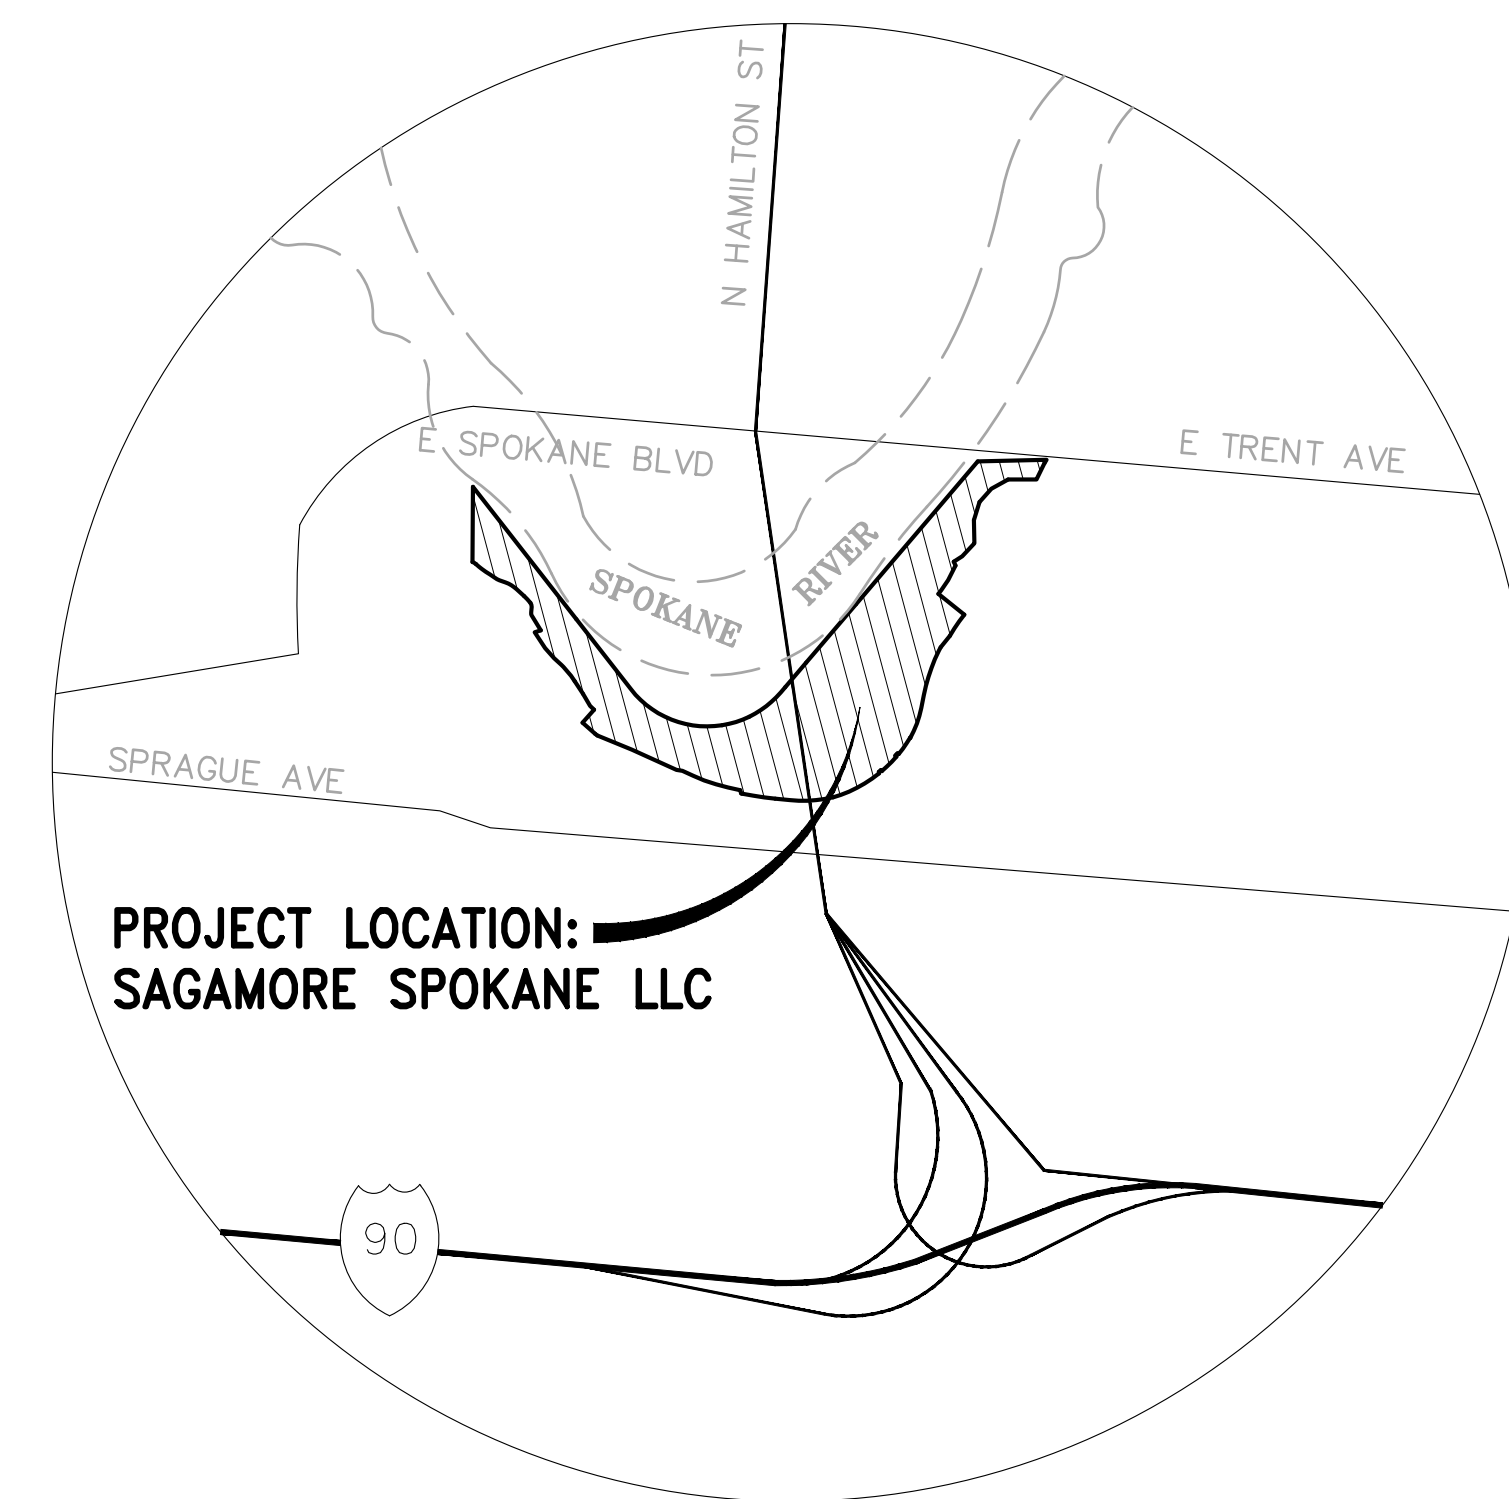 N HAMILTON ST
E SPOKANE BLVD
E TRENT AVE
SPOKANE RIVER
SPRAGUE AVE
PROJECT LOCATION:
SAGAMORE SPOKANE LLC
90